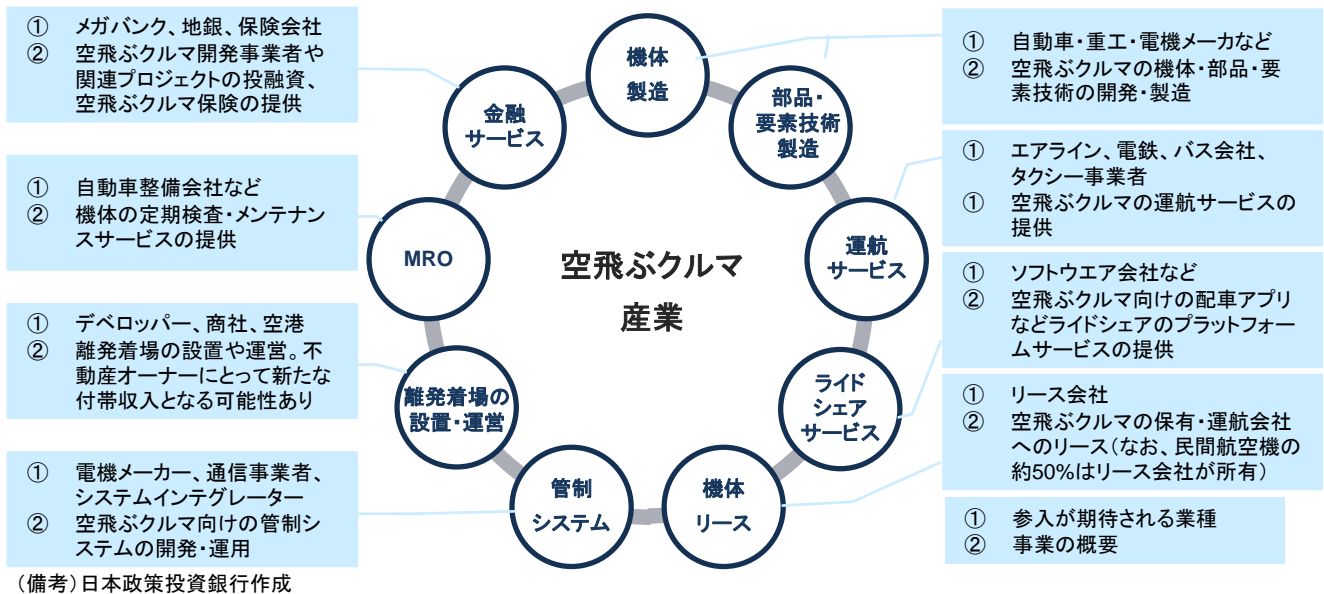 ① メガバンク、地銀、保険会社
② 空飛ぶクルマ開発事業者や
関連プロジェクトの投融資、
空飛ぶクルマ保険の提供
① 自動車整備会社など
② 機体の定期検査・メンテナン
スサービスの提供
① デベロッパー、商社、空港
② 離発着場の設置や運営。不
動産オーナーにとって新たな
付帯収入となる可能性あり
① 電機メーカー、通信事業者、
システムインテグレーター
② 空飛ぶクルマ向けの管制シ
ステムの開発・運用
機体
製造
部品・
要素技術
製造
運航
サービス
ライド
シェア
サービス
機体
リース
管制
システム
離発着場の
設置・運営
MRO
金融
サービス
空飛ぶクルマ
産業
① 自動車・重工・電機メーカなど
② 空飛ぶクルマの機体・部品・要
素技術の開発・製造
① エアライン、電鉄、バス会社、
タクシー事業者
① 空飛ぶクルマの運航サービスの
提供
① ソフトウエア会社など
② 空飛ぶクルマ向けの配車アプリ
などライドシェアのプラットフォー
ムサービスの提供
① リース会社
② 空飛ぶクルマの保有・運航会社
へのリース（なお、民間航空機の
約50%はリース会社が所有）
① 参入が期待される業種
② 事業の概要
（備考）日本政策投資銀行作成